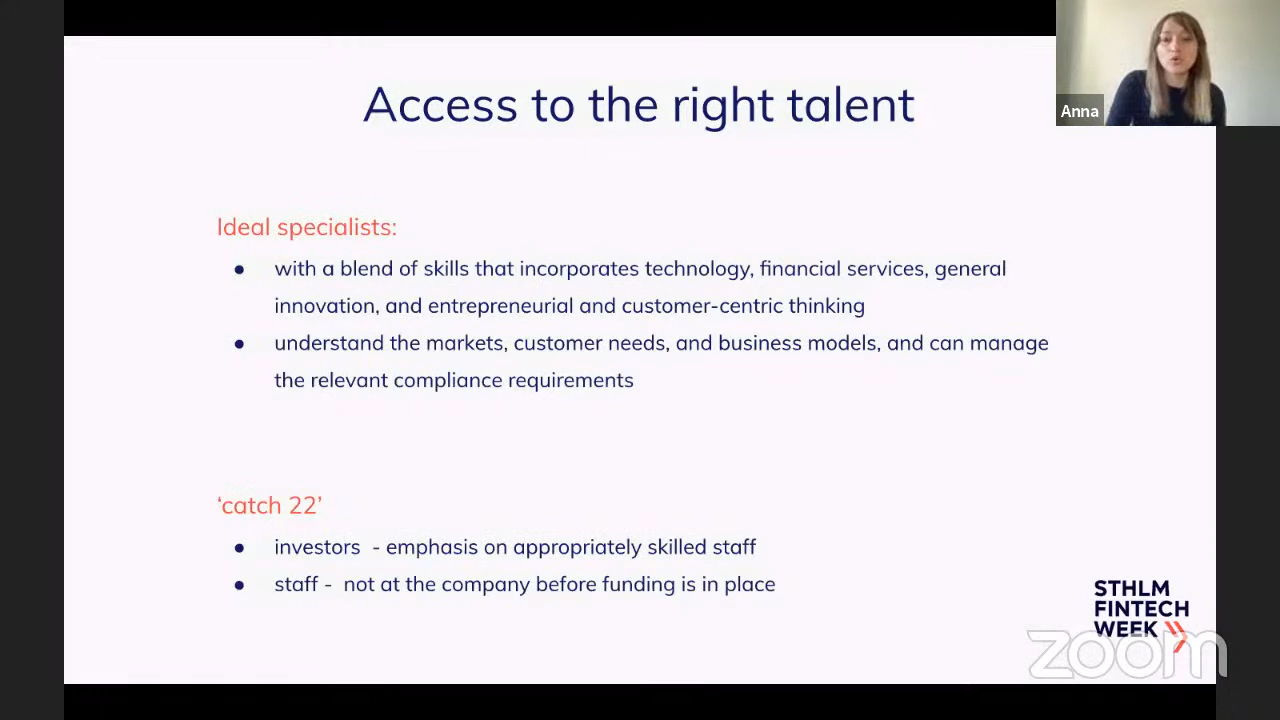 Access to the right talent
Anna
Ideal specialists:
● with a blend of skills that incorporates technology, financial services, general
innovation, and entrepreneurial and customer-centric thinking
● understand the markets, customer needs, and business models, and can manage
the relevant compliance requirements
‘catch 22’
● investors - emphasis on appropriately skilled staff
● staff - not at the company before funding is in place
STHLM
FINTECH
WEEK
zoom